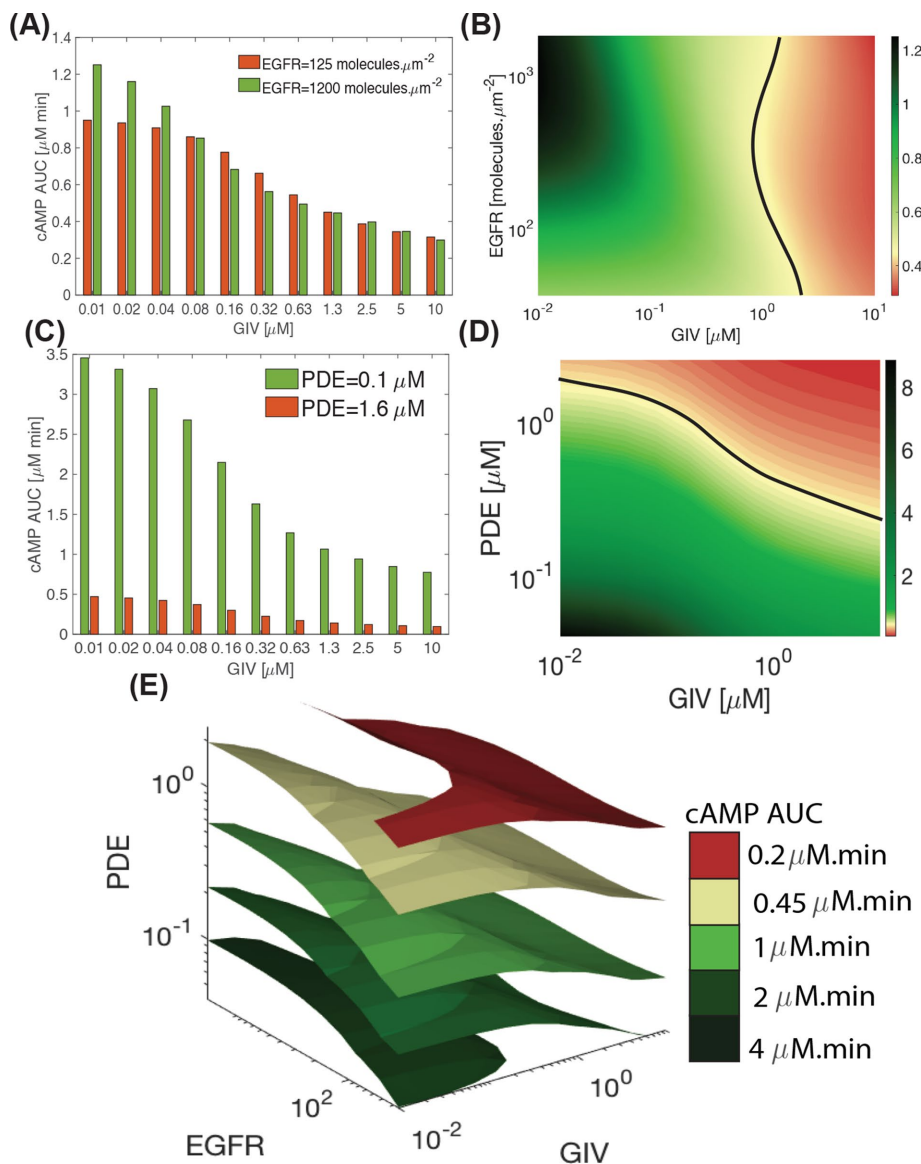 (A)
1.4
1.2
1
0.8
0.6
0.4
0.2
0
cAMP AUC [μM min]
EGFR=125 molecules.μm⁻²
EGFR=1200 molecules.μm⁻²
0.01 0.02 0.04 0.08 0.16 0.32 0.63 1.3 2.5 5 10
GIV [μM]
(B)
EGFR [molecules.μm⁻²]
10³
10²
10⁻² 10⁻¹ 10⁰ 10¹
GIV [μM]
1.2
1
0.8
0.6
0.4
(C)
3.5
3
2.5
2
1.5
1
0.5
0
cAMP AUC [μM min]
PDE=0.1 μM
PDE=1.6 μM
0.01 0.02 0.04 0.08 0.16 0.32 0.63 1.3 2.5 5 10
GIV [μM]
(D)
PDE [μM]
10⁰
10⁻¹
10⁻² 10⁰
GIV [μM]
8
6
4
2
(E)
PDE
10⁰
10⁻¹
10²
EGFR
10⁻²
10⁰
GIV
cAMP AUC
0.2 μM.min
0.45 μM.min
1 μM.min
2 μM.min
4 μM.min